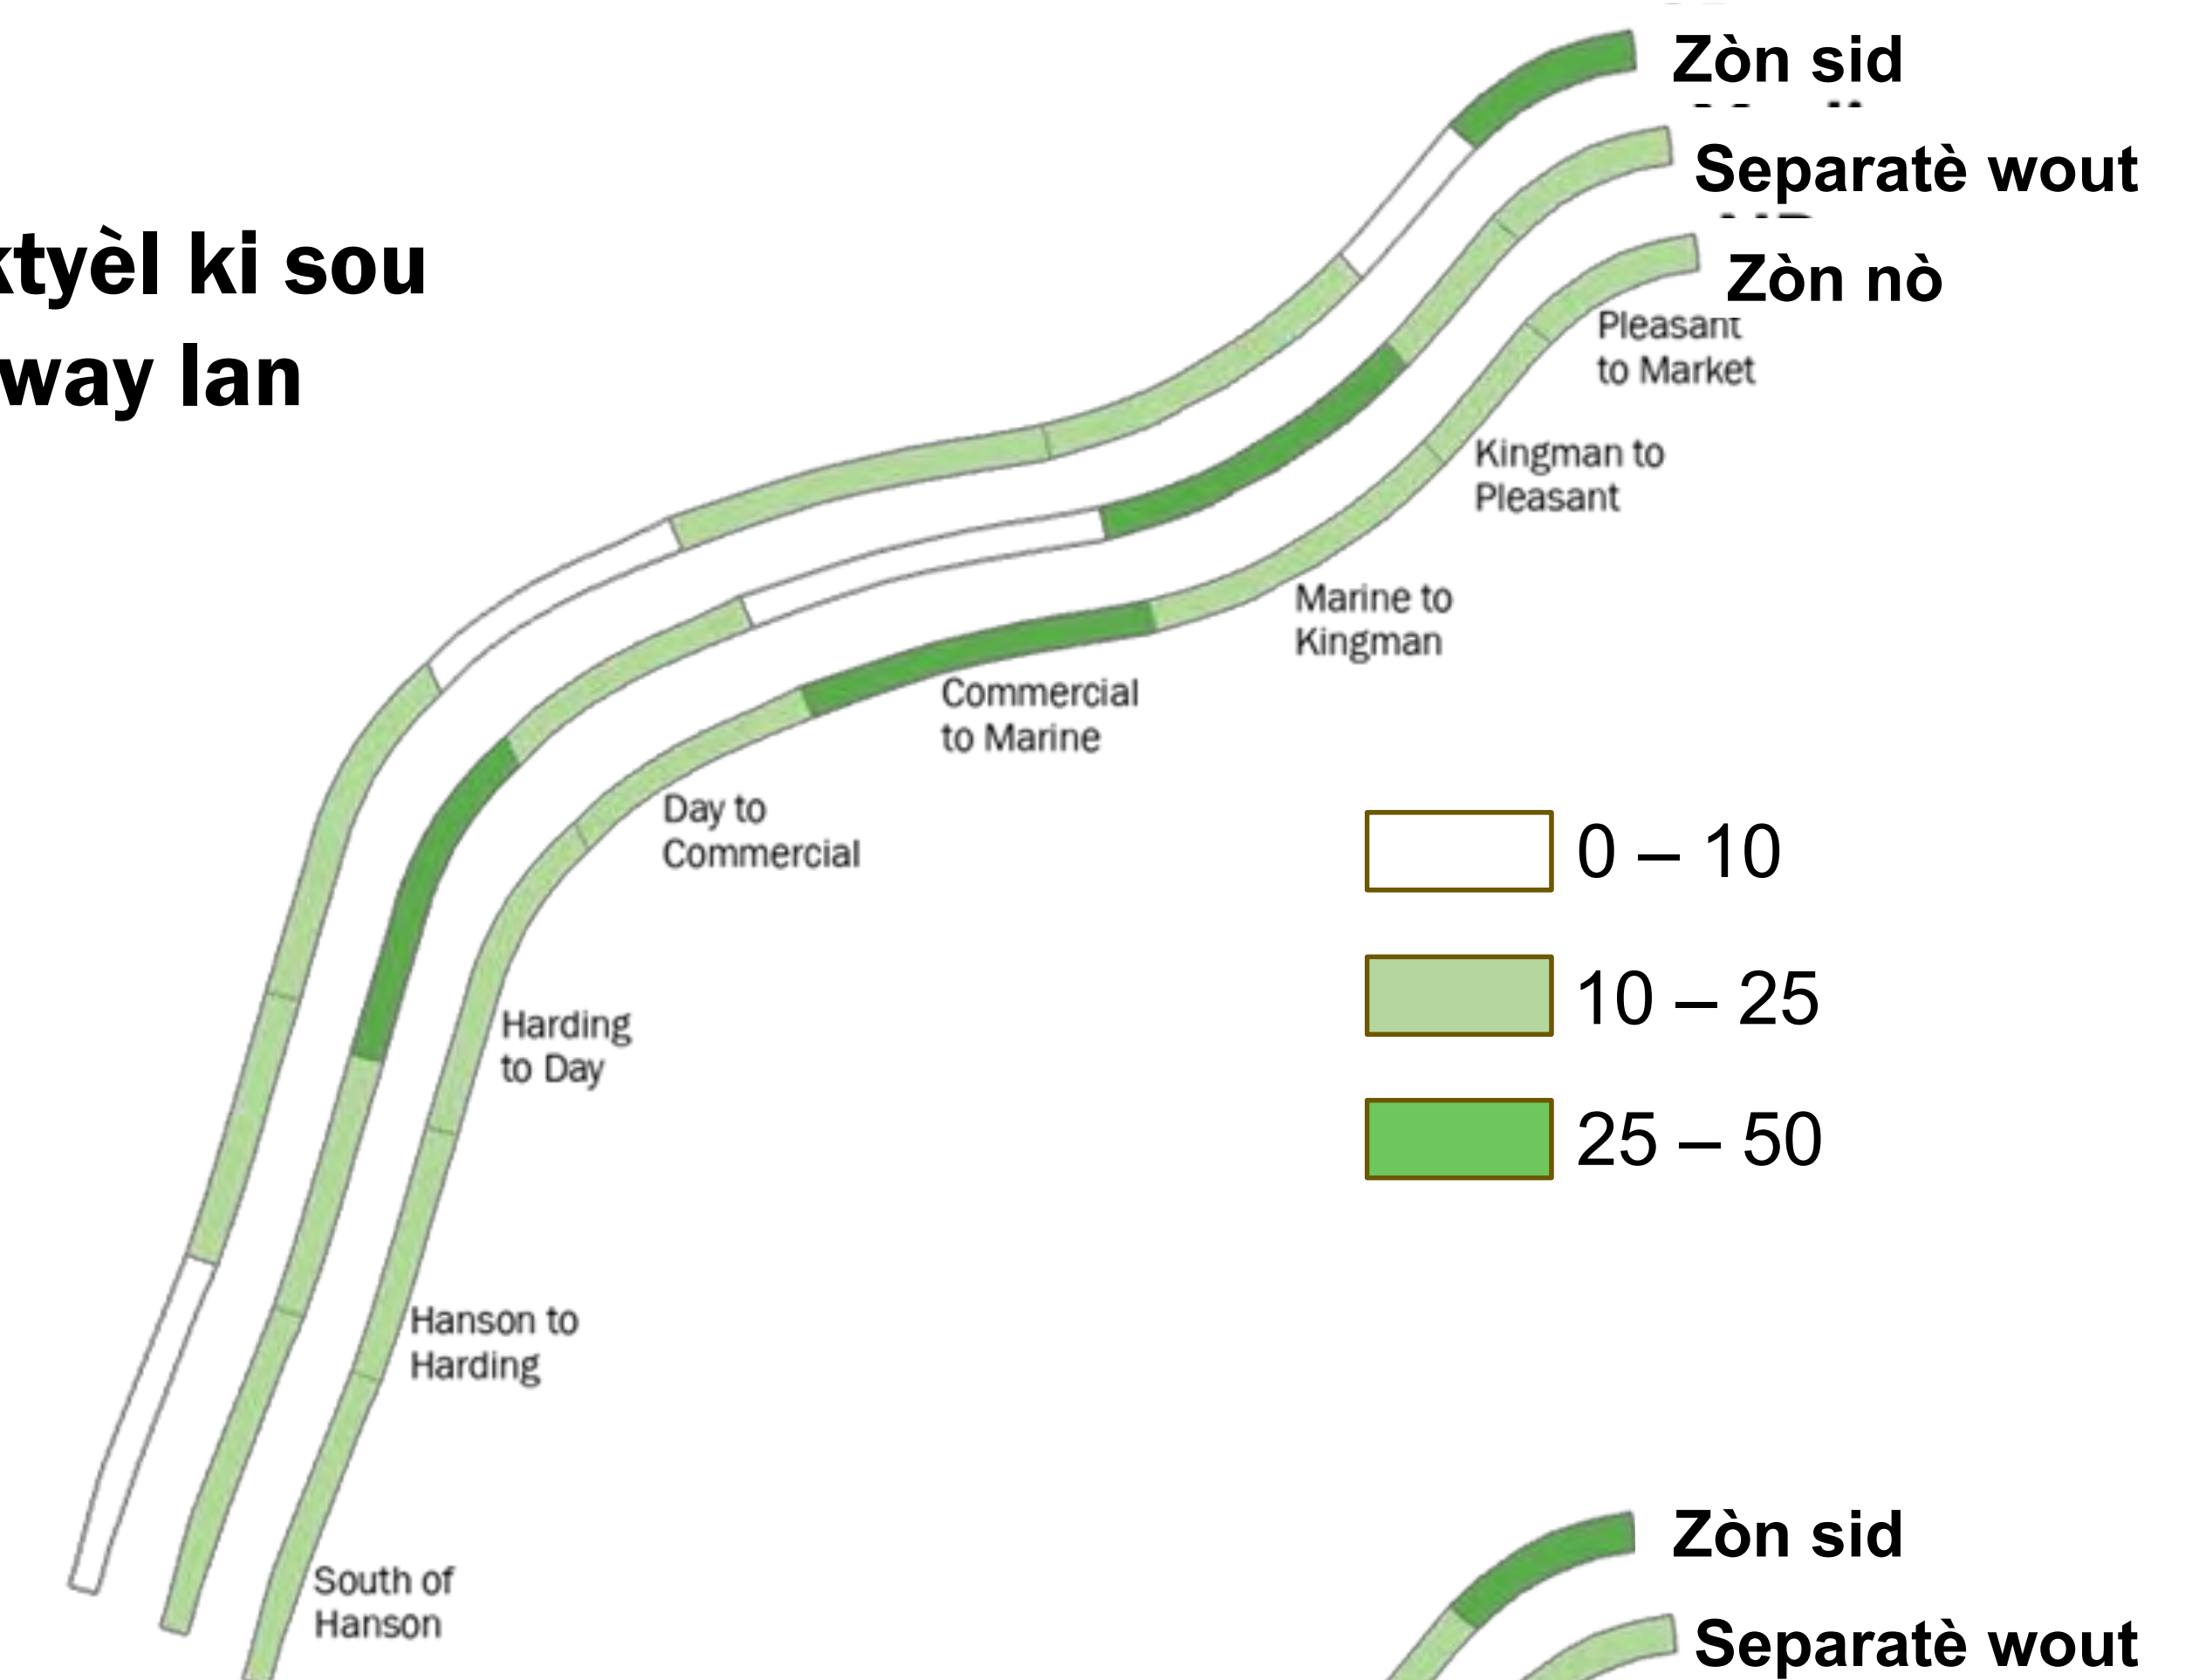 Zòn sid
Separatè wout
Zòn nò
ktyèl ki sou
way lan
Pleasant
to Market
Kingman to
Pleasant
Marine to
Kingman
Commercial
to Marine
Day to
Commercial
0 – 10
10 – 25
25 – 50
Harding
to Day
Hanson to
Harding
South of
Hanson
Zòn sid
Separatè wout